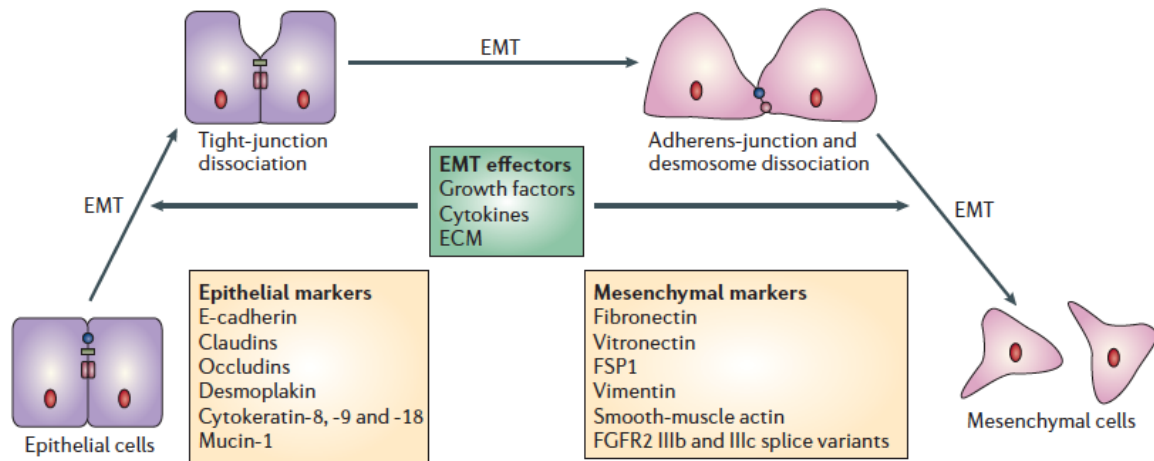 EMT
Tight-junction
dissociation
Adherens-junction and
desmosome dissociation
EMT effectors
Growth factors
Cytokines
ECM
EMT
EMT
Epithelial markers
E-cadherin
Claudins
Occludins
Desmoplakin
Cytokeratin-8, -9 and -18
Mucin-1
Mesenchymal markers
Fibronectin
Vitronectin
FSP1
Vimentin
Smooth-muscle actin
FGFR2 IIIb and IIIc splice variants
Epithelial cells
Mesenchymal cells